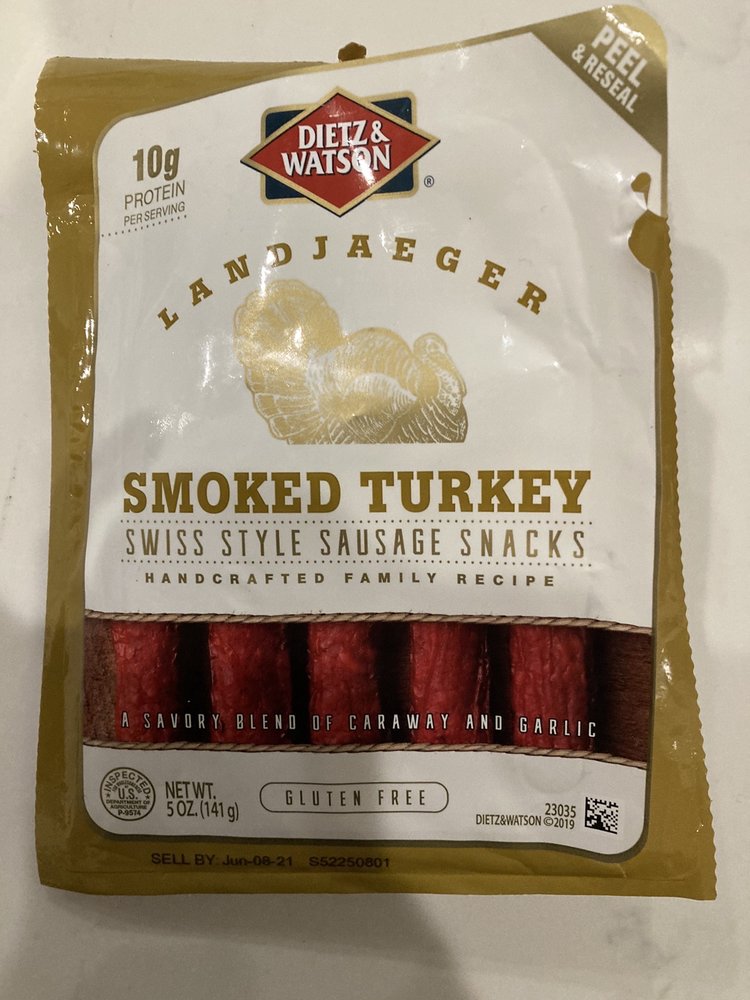 PEEL
& RESEAL
DIETZ &
WATSON
®
10g
PROTEIN
PER SERVING
LANDJAEGER
SMOKED TURKEY
SWISS STYLE SAUSAGE SNACKS
HANDCRAFTED FAMILY RECIPE
A SAVORY BLEND OF CARAWAY AND GARLIC
INSPECTED
U.S.
DEPARTMENT OF
AGRICULTURE
P-9574
NET WT.
5 OZ. (141 g)
GLUTEN FREE
23035
DIETZ&WATSON ©2019
SELL BY: Jun-08-21 S52250801